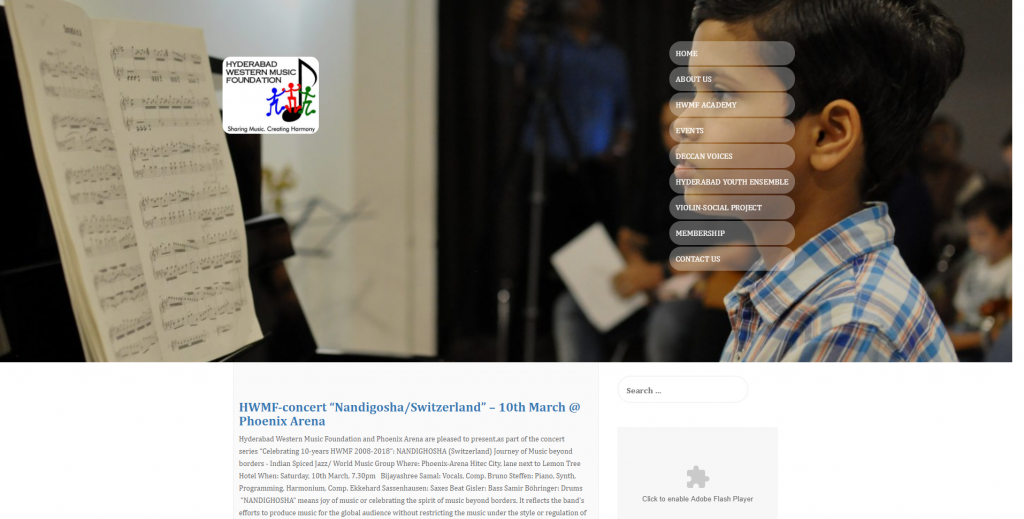 HYDERABAD
WESTERN MUSIC
FOUNDATION
Sharing Music, Creating Harmony
HOME
ABOUT US
HWMF ACADEMY
EVENTS
DECCAN VOICES
HYDERABAD YOUTH ENSEMBLE
VIOLIN-SOCIAL PROJECT
MEMBERSHIP
CONTACT US
HWMF-concert “Nandigosha/Switzerland” – 10th March @
Phoenix Arena
Hyderabad Western Music Foundation and Phoenix Arena are pleased to present,as part of the concert
series “Celebrating 10-years HWMF 2008-2018”: NANDIGHOSHA (Switzerland) Journey of Music beyond
borders - Indian Spiced Jazz/ World Music Group Where: Phoenix-Arena Hitec City, lane next to Lemon Tree
Hotel When: Saturday, 10th March, 7.30pm   Bijayashree Samal: Vocals, Comp. Bruno Steffen: Piano, Synth,
Programming, Harmonium, Comp. Ekkehard Sassenhausen: Saxes Beat Gisler: Bass Samir Böhringer: Drums
“NANDIGHOSHA” means joy of music or celebrating the spirit of music beyond borders. It reflects the band's
efforts to produce music for the global audience without restricting the music under the style or regulation of
Search ...
Click to enable Adobe Flash Player